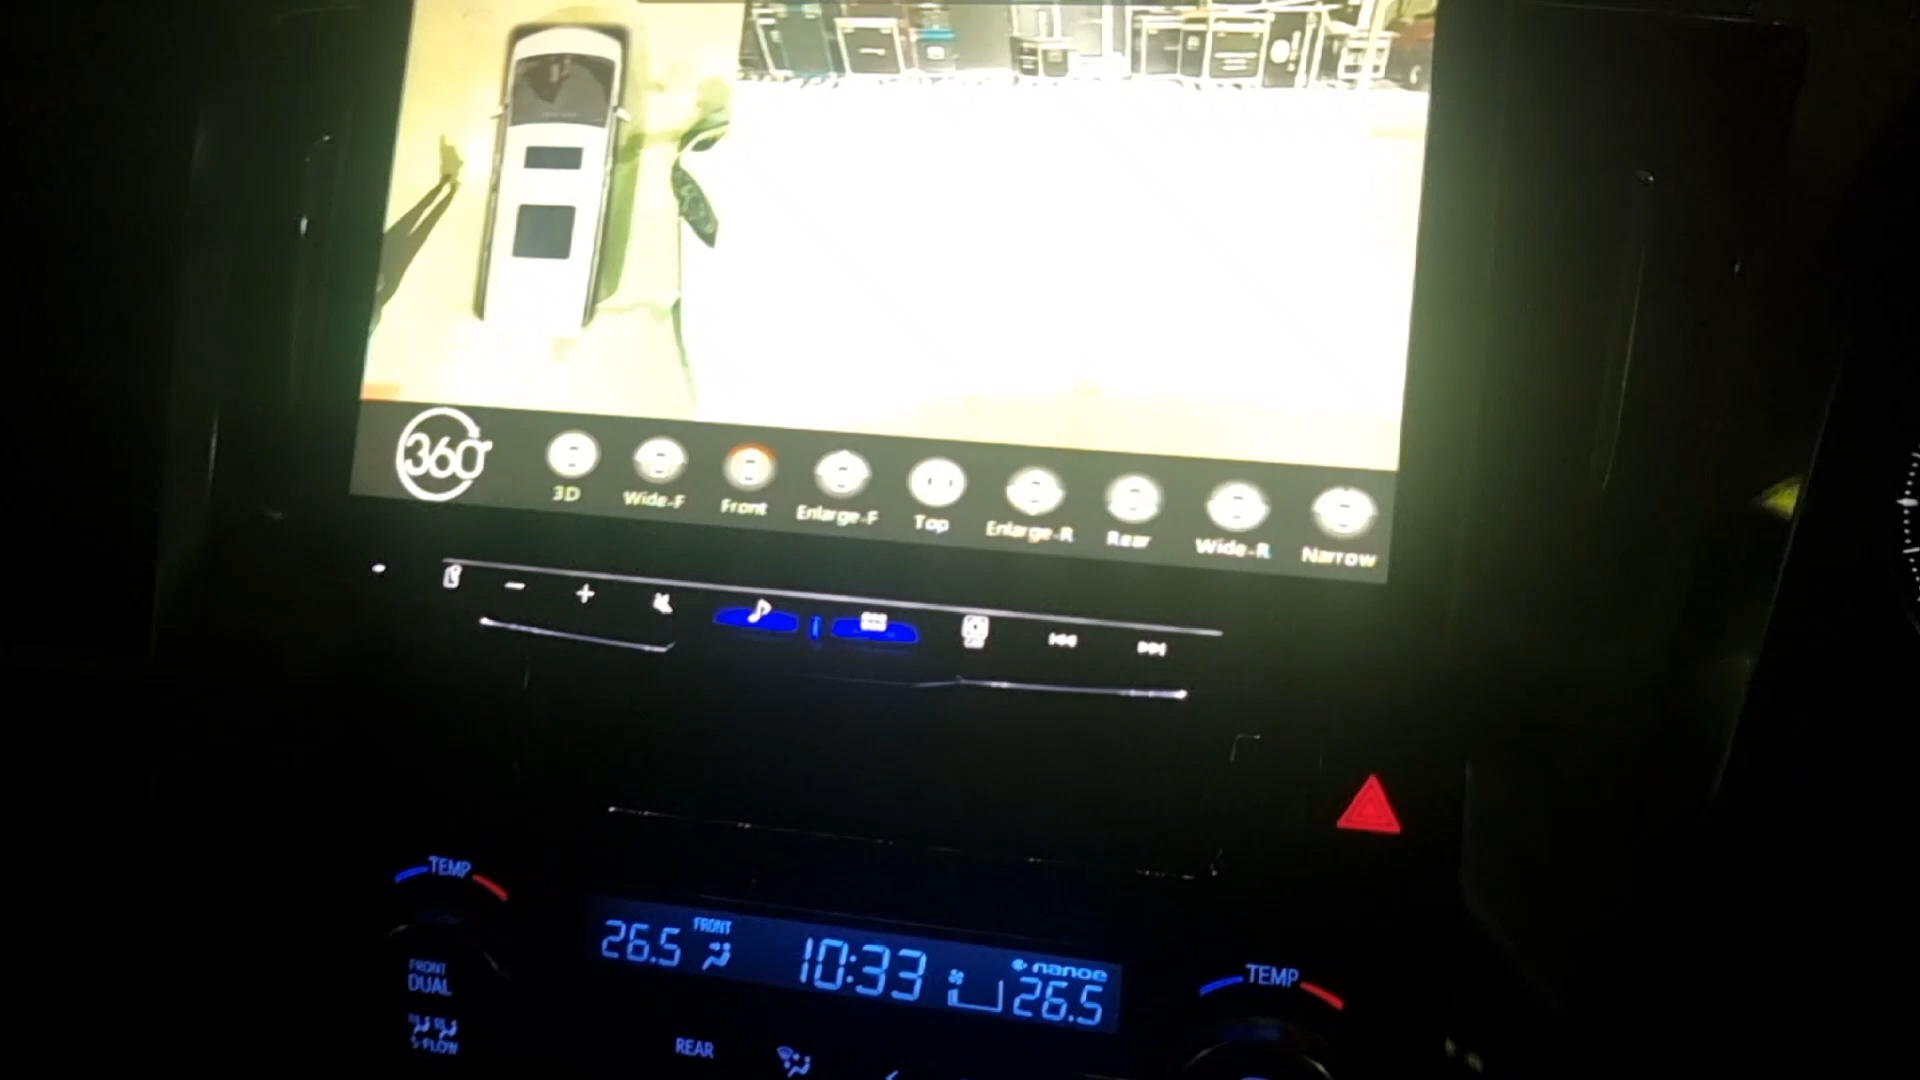 360°
3D Wide-F Front Enlarge-F Top Enlarge-R Rear Wide-R Narrow
TEMP
FRONT
DUAL
S-FLOW
26.5 FRONT 10:33 nanoe 26.5
REAR
TEMP